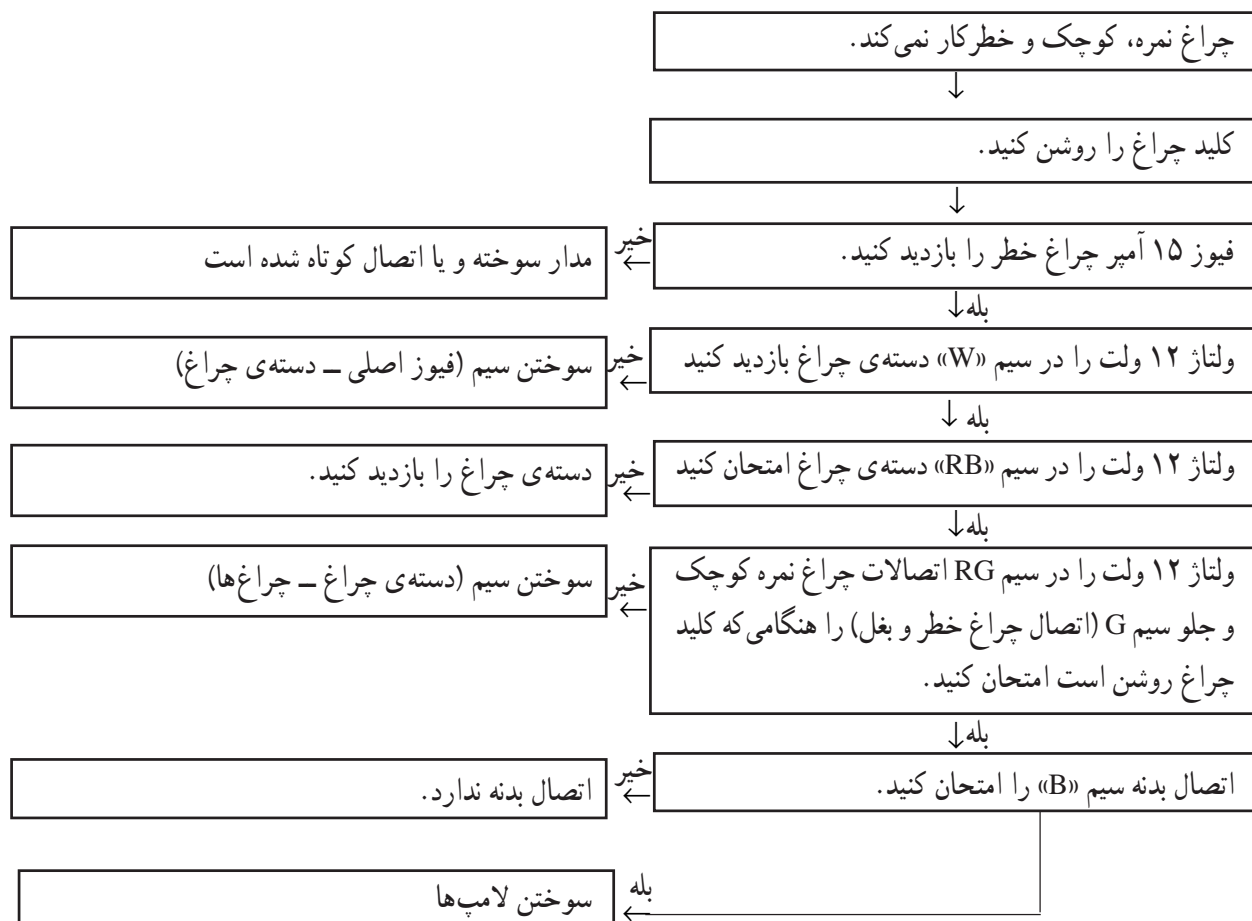 چراغ نمره، کوچک و خطرکار نمی‌کند.
↓
کلید چراغ را روشن کنید.
↓
فیوز ۱۵ آمپر چراغ خطر را بازدید کنید.
خیر ←
مدار سوخته و یا اتصال کوتاه شده است
بله ↓
ولتاژ ۱۲ ولت را در سیم «W» دسته‌ی چراغ بازدید کنید
خیر ←
سوختن سیم (فیوز اصلی ــ دسته‌ی چراغ)
بله ↓
ولتاژ ۱۲ ولت را در سیم «RB» دسته‌ی چراغ امتحان کنید
خیر ←
دسته‌ی چراغ را بازدید کنید.
بله ↓
ولتاژ ۱۲ ولت را در سیم RG اتصالات چراغ نمره کوچک
و جلو سیم G (اتصال چراغ خطر و بغل) را هنگامی‌که کلید
چراغ روشن است امتحان کنید.
خیر ←
سوختن سیم (دسته‌ی چراغ ــ چراغ‌ها)
بله ↓
اتصال بدنه سیم «B» را امتحان کنید.
خیر ←
اتصال بدنه ندارد.
بله ←
سوختن لامپ‌ها